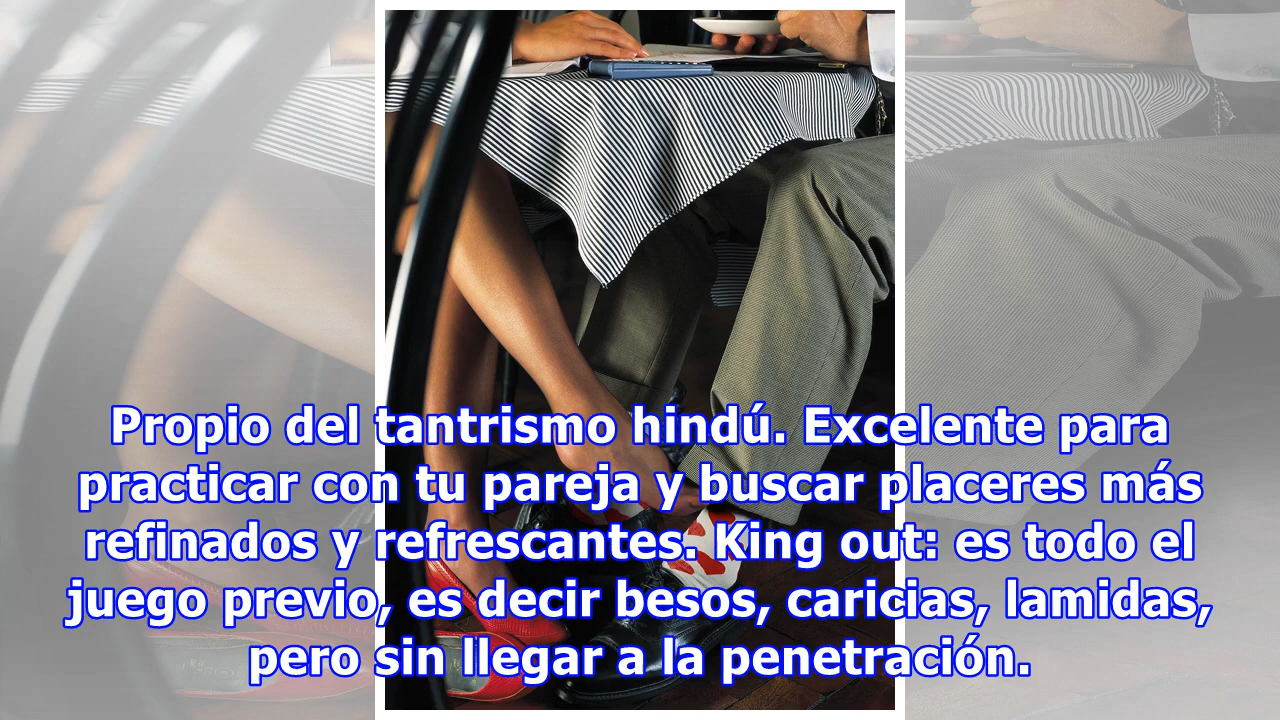 Propio del tantrismo hindú. Excelente para
practicar con tu pareja y buscar placeres más
refinados y refrescantes. King out: es todo el
juego previo, es decir besos, caricias, lamidas,
pero sin llegar a la penetración.